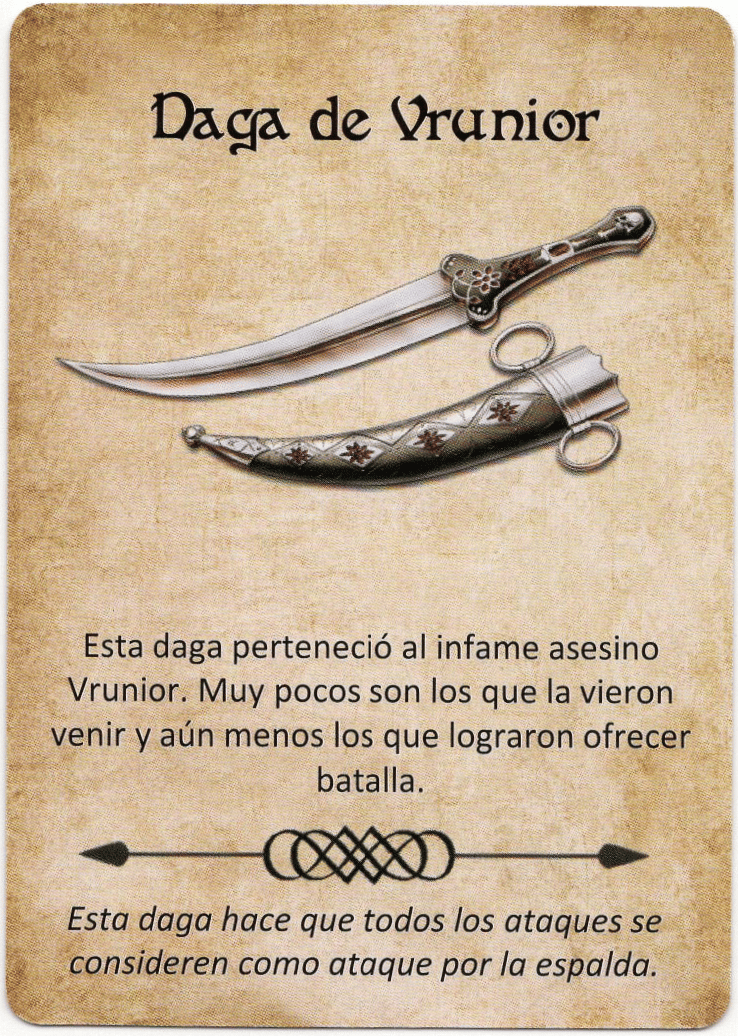 Daga de Vrunior
Esta daga perteneció al infame asesino
Vrunior. Muy pocos son los que la vieron
venir y aún menos los que lograron ofrecer
batalla.
Esta daga hace que todos los ataques se
consideren como ataque por la espalda.